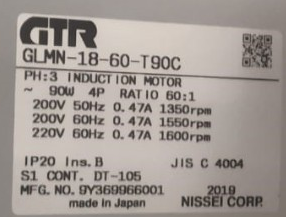 GTR
GLMN-18-60-T90C
PH:3 INDUCTION MOTOR
~ 90W 4P RATIO 60:1
200V 50Hz 0.47A 1350rpm
200V 60Hz 0.47A 1550rpm
220V 60Hz 0.47A 1600rpm
IP20 Ins.B JIS C 4004
S1 CONT. DT-105
MFG. NO. 9Y369966001 2019
made in Japan NISSEI CORP.